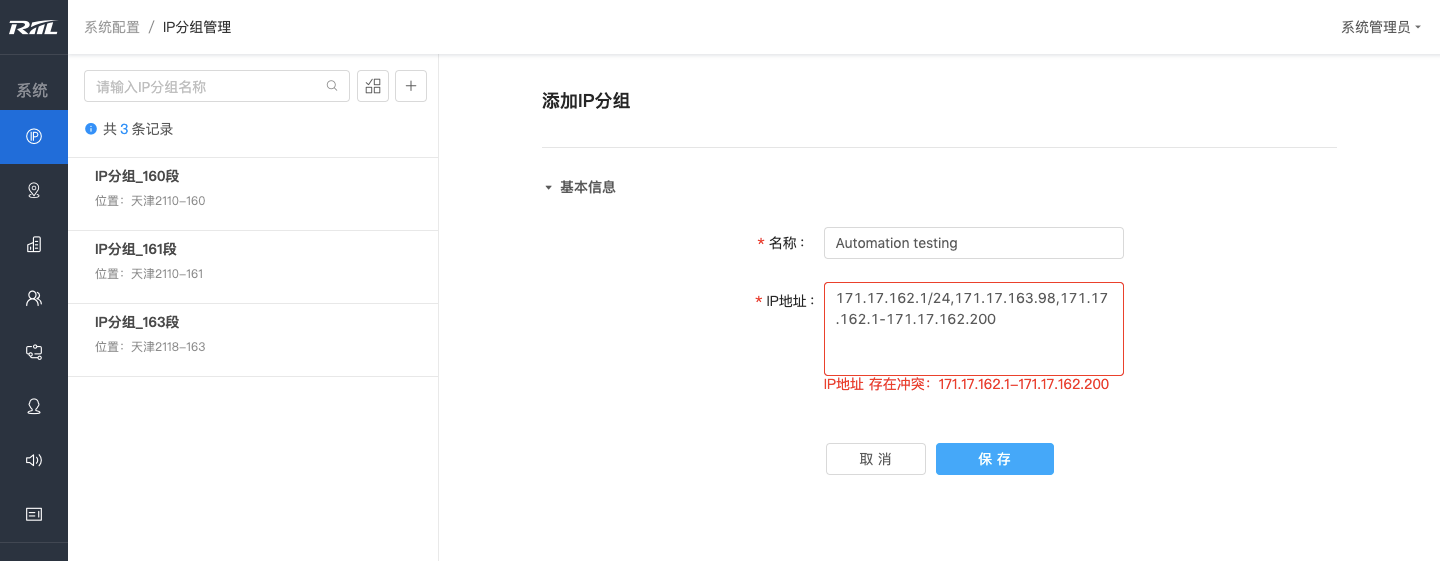 RIIL
系统配置 / IP分组管理
系统管理员
系统
请输入IP分组名称
共 3 条记录
IP分组_160段
位置：天津2110-160
IP分组_161段
位置：天津2110-161
IP分组_163段
位置：天津2118-163
添加IP分组
基本信息
* 名称：
Automation testing
* IP地址：
171.17.162.1/24,171.17.163.98,171.17
.162.1-171.17.162.200
IP地址 存在冲突：171.17.162.1-171.17.162.200
取 消
保 存